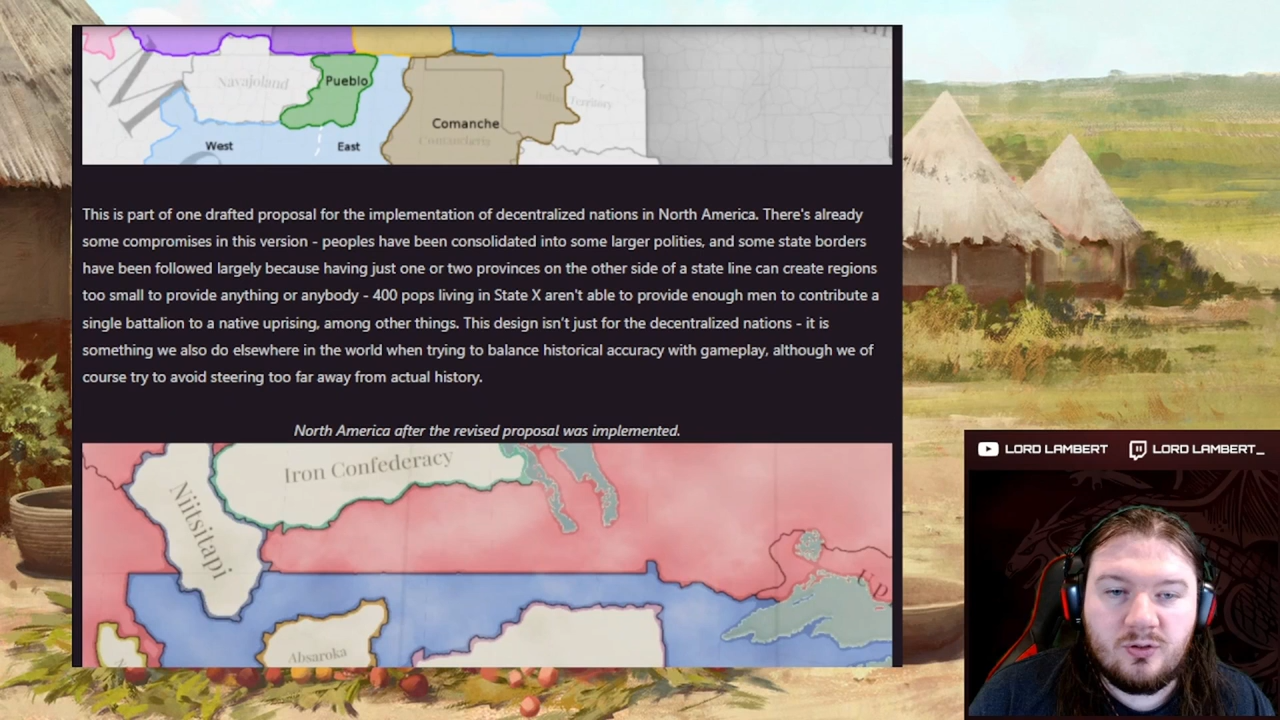 Navajoland
Pueblo
Comanche
West
East
This is part of one drafted proposal for the implementation of decentralized nations in North America. There's already
some compromises in this version - peoples have been consolidated into some larger polities, and some state borders
have been followed largely because having just one or two provinces on the other side of a state line can create regions
too small to provide anything or anybody - 400 pops living in State X aren't able to provide enough men to contribute a
single battalion to a native uprising, among other things. This design isn't just for the decentralized nations - it is
something we also do elsewhere in the world when trying to balance historical accuracy with gameplay, although we of
course try to avoid steering too far away from actual history.
North America after the revised proposal was implemented.
Iron Confederacy
Niitsitapi
Absaroka
LORD LAMBERT
LORD LAMBERT_